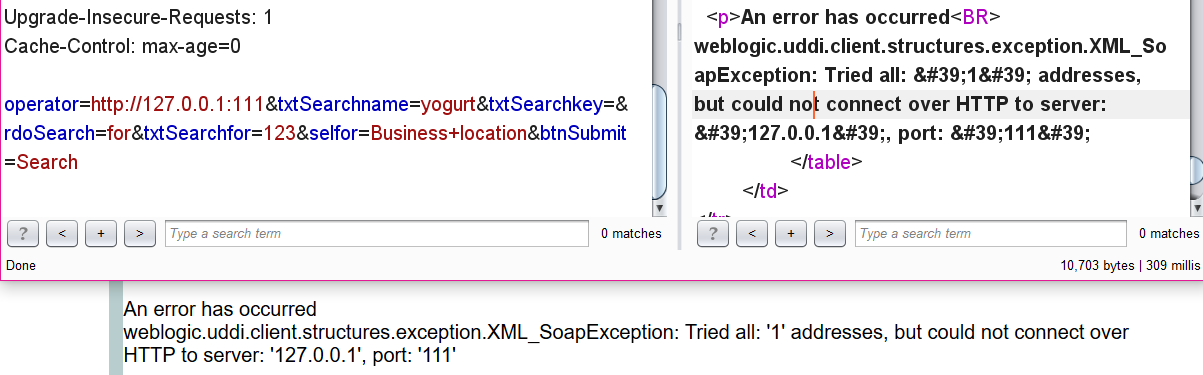 Upgrade-Insecure-Requests: 1
Cache-Control: max-age=0
operator=http://127.0.0.1:111&txtSearchname=yogurt&txtSearchkey=&
rdoSearch=for&txtSearchfor=123&selfor=Business+location&btnSubmit
=Search
? < + > Type a search term 0 matches
Done
<p>An error has occurred<BR>
weblogic.uddi.client.structures.exception.XML_So
apException: Tried all: &#39;1&#39; addresses,
but could not connect over HTTP to server:
&#39;127.0.0.1&#39;, port: &#39;111&#39;
</table>
</td>
</tr>
? < + > Type a search term 0 matches
10,703 bytes | 309 millis
An error has occurred
weblogic.uddi.client.structures.exception.XML_SoapException: Tried all: '1' addresses, but could not connect over
HTTP to server: '127.0.0.1', port: '111'